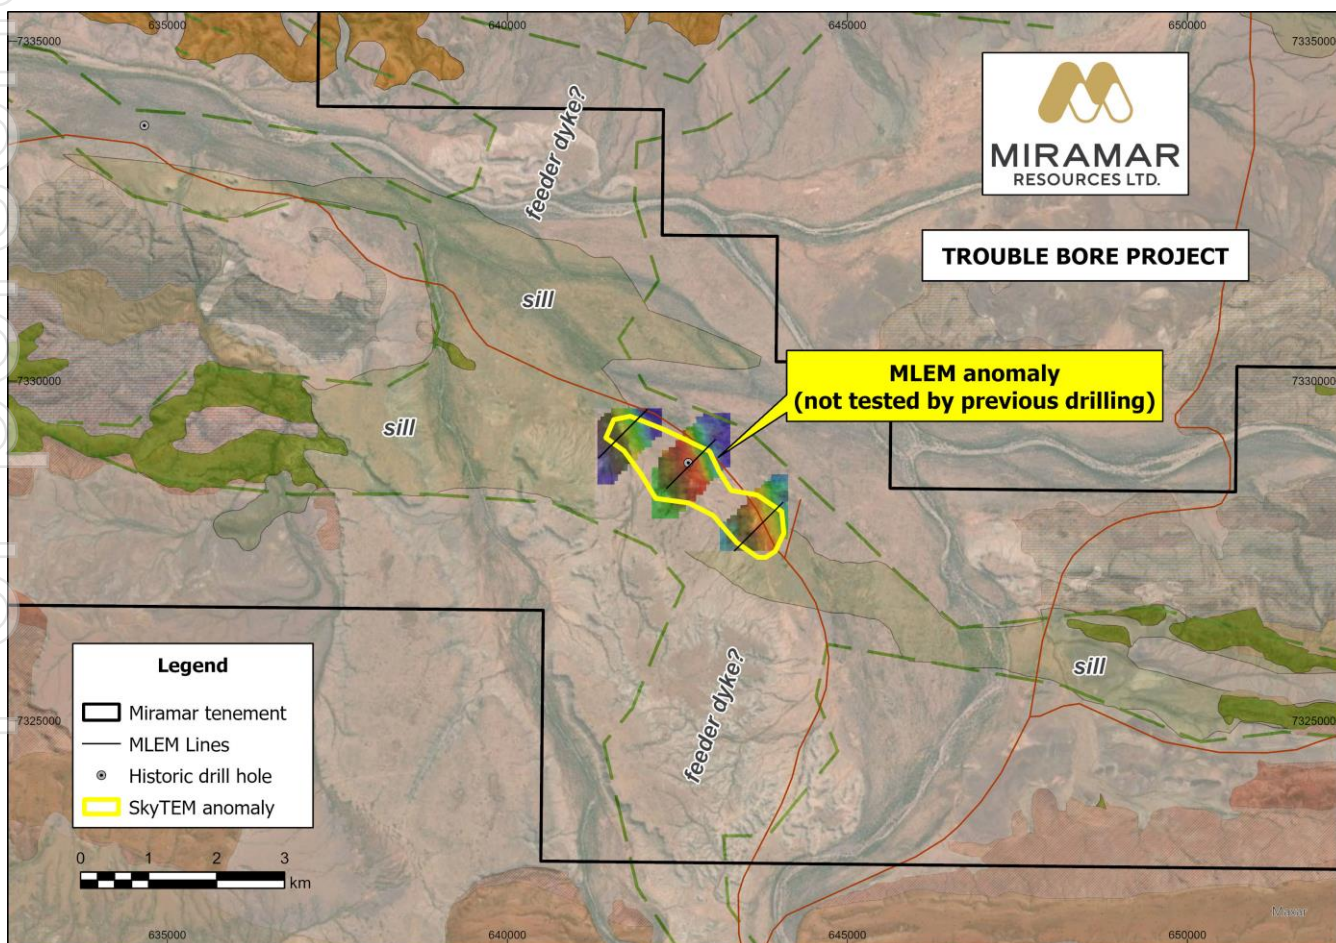 635000
640000
645000
650000
7335000
7335000
MIRAMAR
RESOURCES LTD.
TROUBLE BORE PROJECT
feeder dyke?
sill
7330000
7330000
MLEM anomaly
(not tested by previous drilling)
sill
sill
feeder dyke?
7325000
7325000
Legend
Miramar tenement
MLEM Lines
Historic drill hole
SkyTEM anomaly
0 1 2 3
km
Maxar
635000
640000
645000
650000